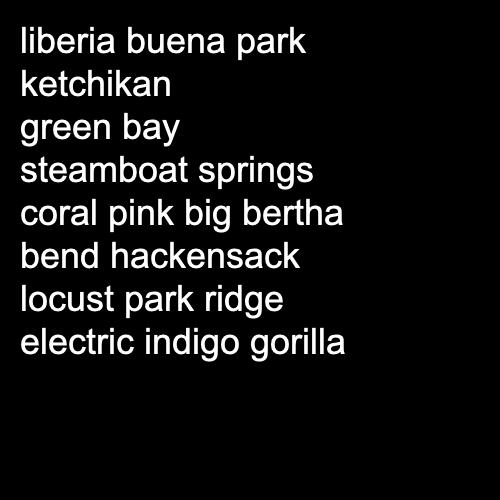 liberia buena park
ketchikan
green bay
steamboat springs
coral pink big bertha
bend hackensack
locust park ridge
electric indigo gorilla